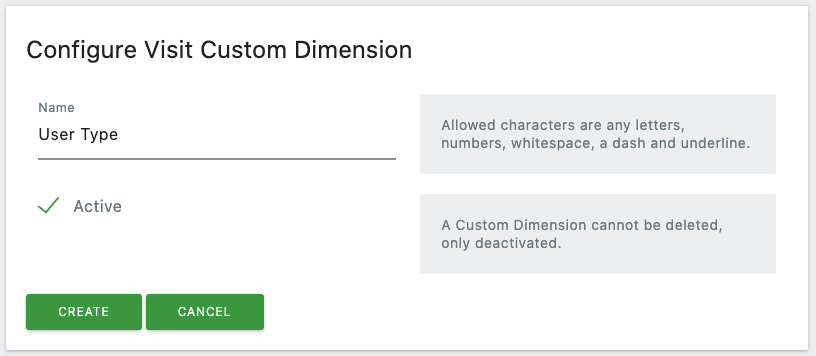 Configure Visit Custom Dimension
Name
User Type
Allowed characters are any letters,
numbers, whitespace, a dash and underline.
Active
A Custom Dimension cannot be deleted,
only deactivated.
CREATE
CANCEL